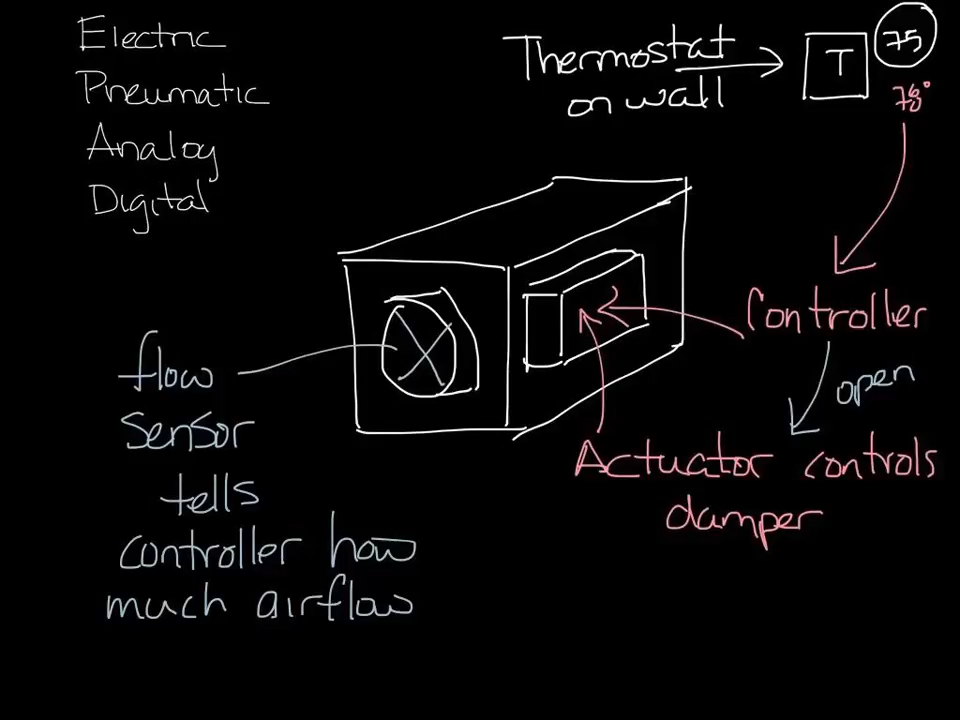 Electric
Pneumatic
Analog
Digital
Thermostat
on wall
T
75
78°
Controller
open
Actuator controls
damper
flow
sensor
tells
controller how
much airflow